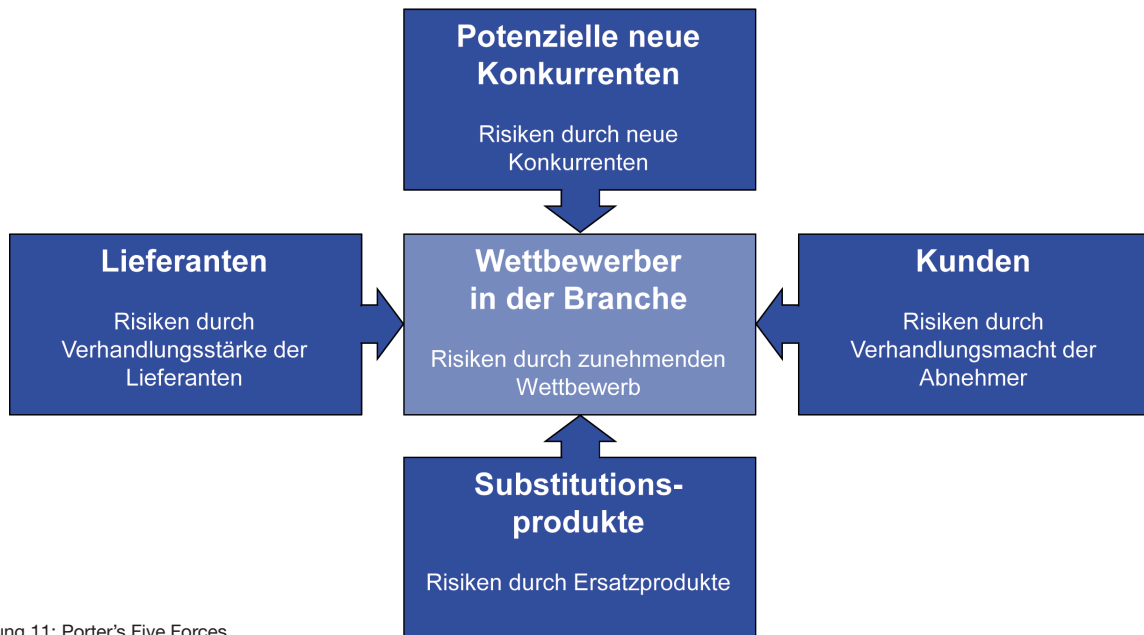 Potenzielle neue
Konkurrenten
Risiken durch neue
Konkurrenten
Lieferanten
Risiken durch
Verhandlungsstärke der
Lieferanten
Wettbewerber
in der Branche
Risiken durch zunehmenden
Wettbewerb
Kunden
Risiken durch
Verhandlungsmacht der
Abnehmer
Substitutions-
produkte
Risiken durch Ersatzprodukte
11: Porter's Five Forces